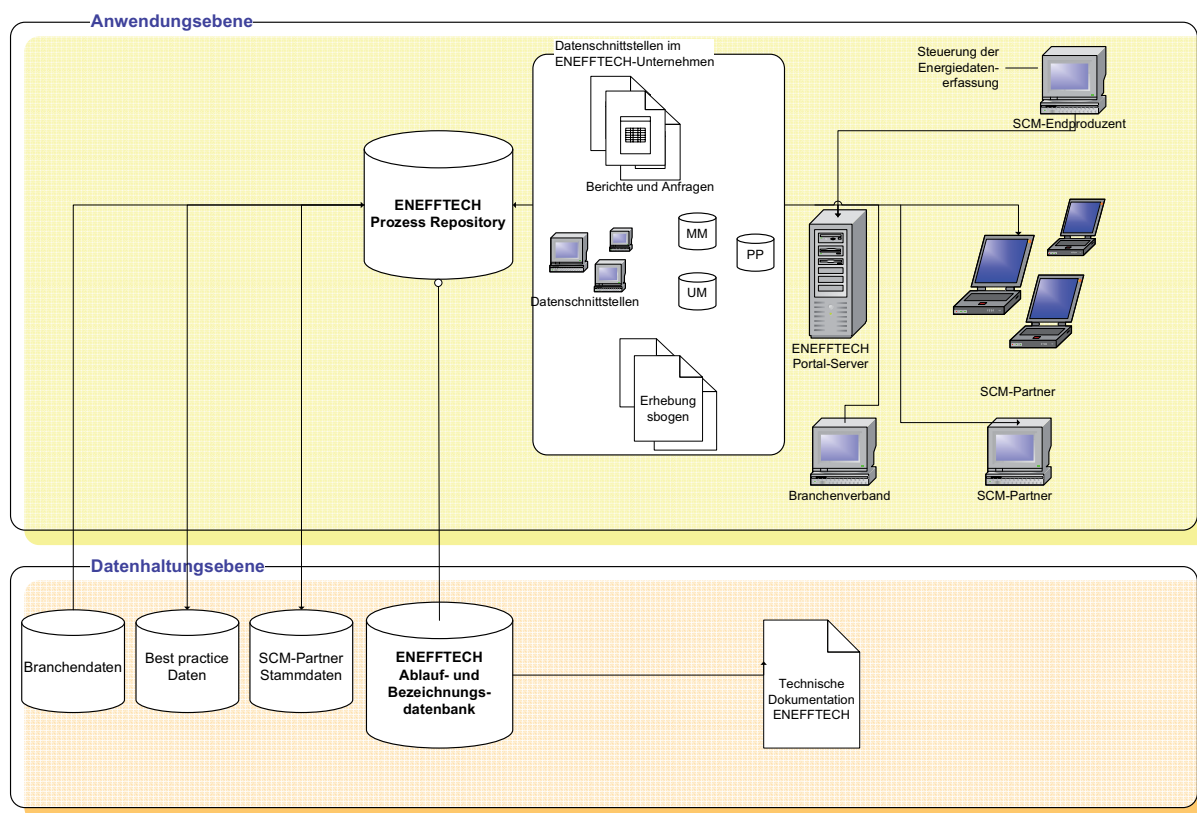 Anwendungsebene
Datenschnittstellen im
ENEFFTECH-Unternehmen
Steuerung der
Energiedaten-
erfassung
SCM-Endproduzent
ENEFFTECH
Prozess Repository
Berichte und Anfragen
MM
PP
UM
Datenschnittstellen
Erhebung
sbogen
ENEFFTECH
Portal-Server
SCM-Partner
Branchenverband
SCM-Partner
Datenhaltungsebene
Branchendaten
Best practice
Daten
SCM-Partner
Stammdaten
ENEFFTECH
Ablauf- und
Bezeichnungs-
datenbank
Technische
Dokumentation
ENEFFTECH